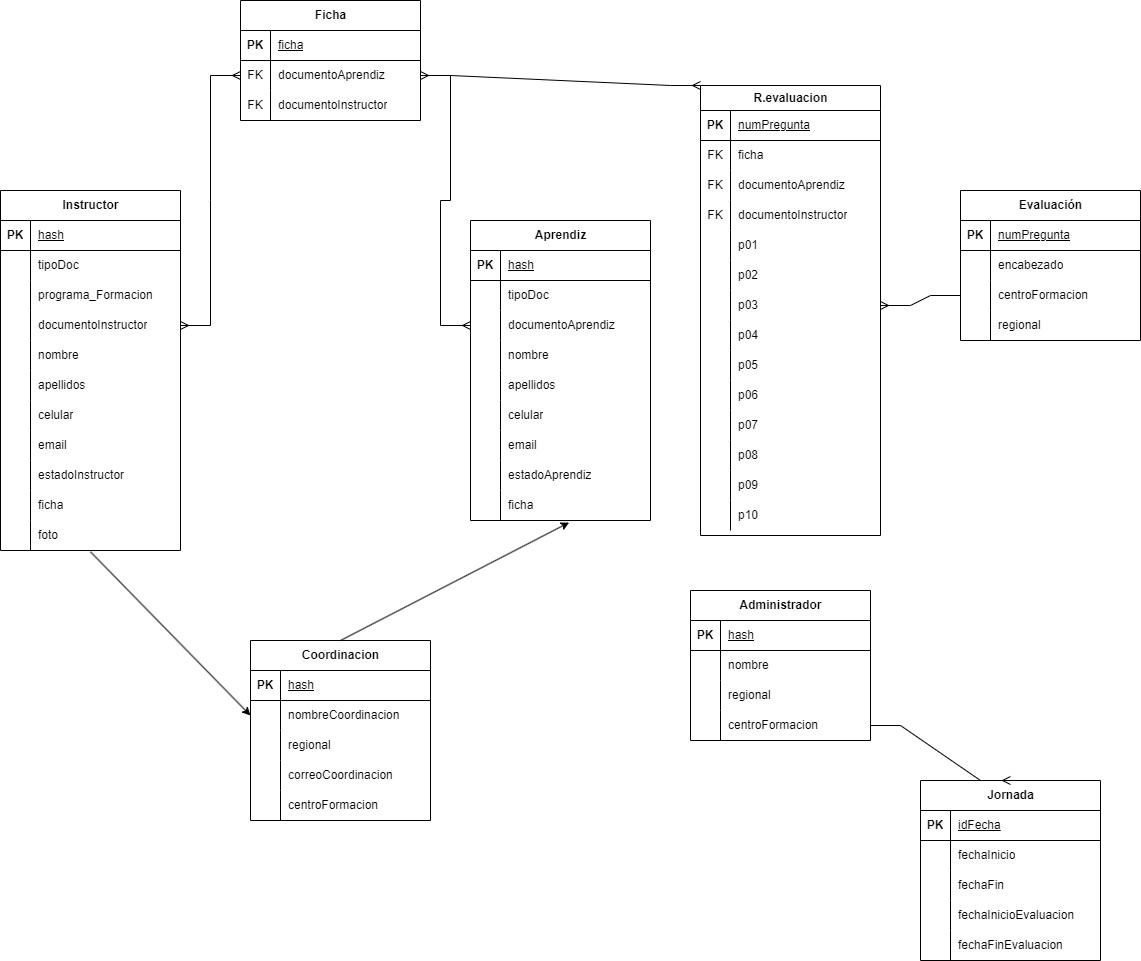 Ficha
PK ficha
FK documentoAprendiz
FK documentoInstructor
R.evaluacion
PK numPregunta
FK ficha
FK documentoAprendiz
FK documentoInstructor
p01
p02
p03
p04
p05
p06
p07
p08
p09
p10
Instructor
PK hash
tipoDoc
programa_Formacion
documentoInstructor
nombre
apellidos
celular
email
estadoInstructor
ficha
foto
Aprendiz
PK hash
tipoDoc
documentoAprendiz
nombre
apellidos
celular
email
estadoAprendiz
ficha
Evaluación
PK numPregunta
encabezado
centroFormacion
regional
Coordinacion
PK hash
nombreCoordinacion
regional
correoCoordinacion
centroFormacion
Administrador
PK hash
nombre
regional
centroFormacion
Jornada
PK idFecha
fechaInicio
fechaFin
fechaInicioEvaluacion
fechaFinEvaluacion